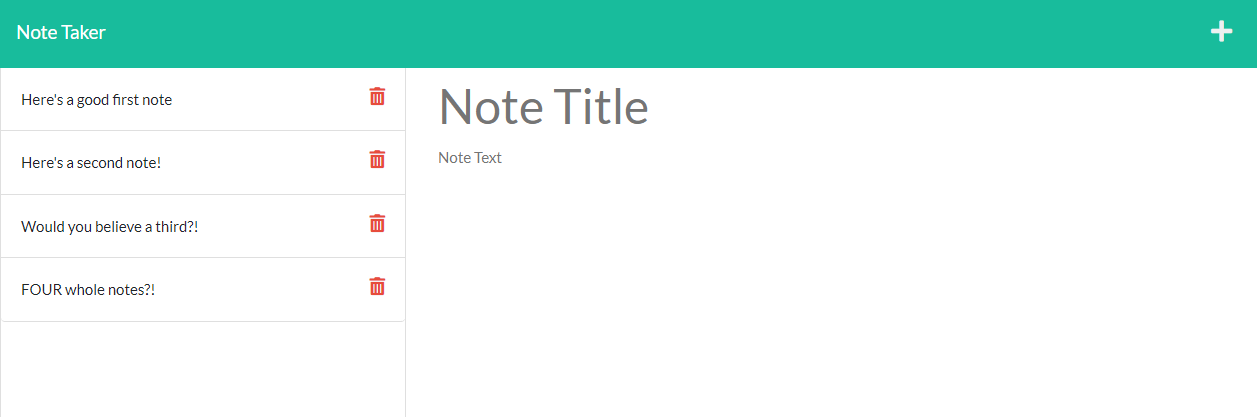 Note Taker
Here's a good first note
Here's a second note!
Would you believe a third?!
FOUR whole notes?!
Note Title
Note Text